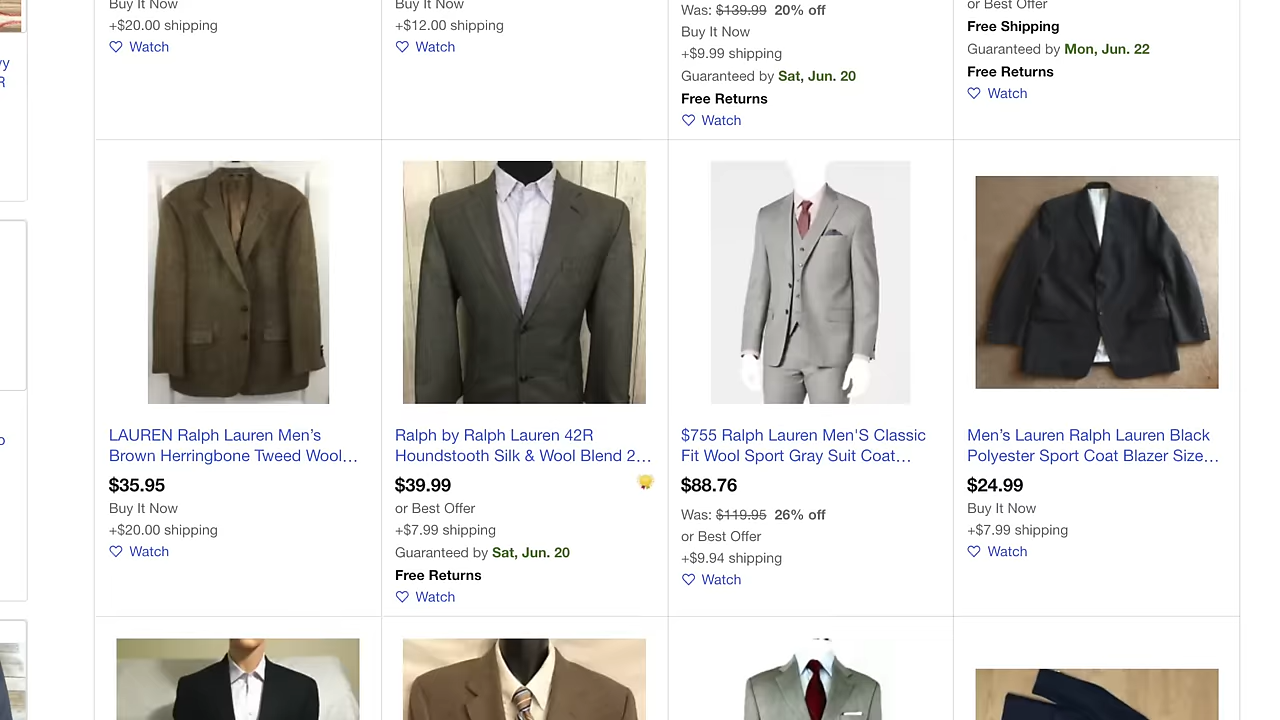 Buy It Now
+$20.00 shipping
Watch
Buy It Now
+$12.00 shipping
Watch
Was: $139.99 20% off
Buy It Now
+$9.99 shipping
Guaranteed by Sat, Jun. 20
Free Returns
Watch
or Best Offer
Free Shipping
Guaranteed by Mon, Jun. 22
Free Returns
Watch
LAUREN Ralph Lauren Men’s
Brown Herringbone Tweed Wool…
$35.95
Buy It Now
+$20.00 shipping
Watch
Ralph by Ralph Lauren 42R
Houndstooth Silk & Wool Blend 2…
$39.99
or Best Offer
+$7.99 shipping
Guaranteed by Sat, Jun. 20
Free Returns
Watch
$755 Ralph Lauren Men'S Classic
Fit Wool Sport Gray Suit Coat…
$88.76
Was: $119.95 26% off
or Best Offer
+$9.94 shipping
Watch
Men’s Lauren Ralph Lauren Black
Polyester Sport Coat Blazer Size…
$24.99
Buy It Now
+$7.99 shipping
Watch